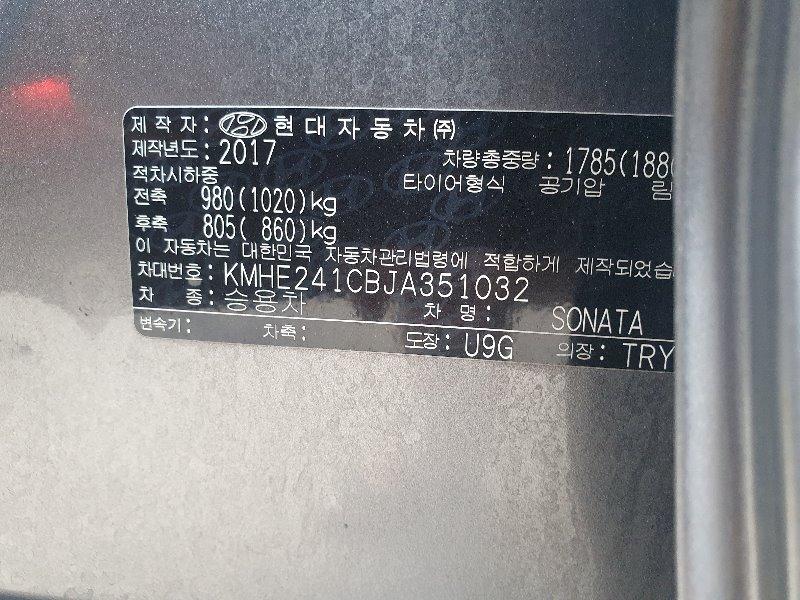 제 작 자 : 현 대 자 동 차 ㈜
제작년도 : 2017 차량총중량 : 1785(188
적차시하중 타이어형식 공기압 림
전축 980(1020)kg
후축 805( 860)kg
이 자동차는 대한민국 자동차관리법령에 적합하게 제작되었습
차대번호 : KMHE241CBJA351032
차 종 : 승용차 차 명 : SONATA
변속기 : 차축 : 도장 : U9G 의장 : TRY